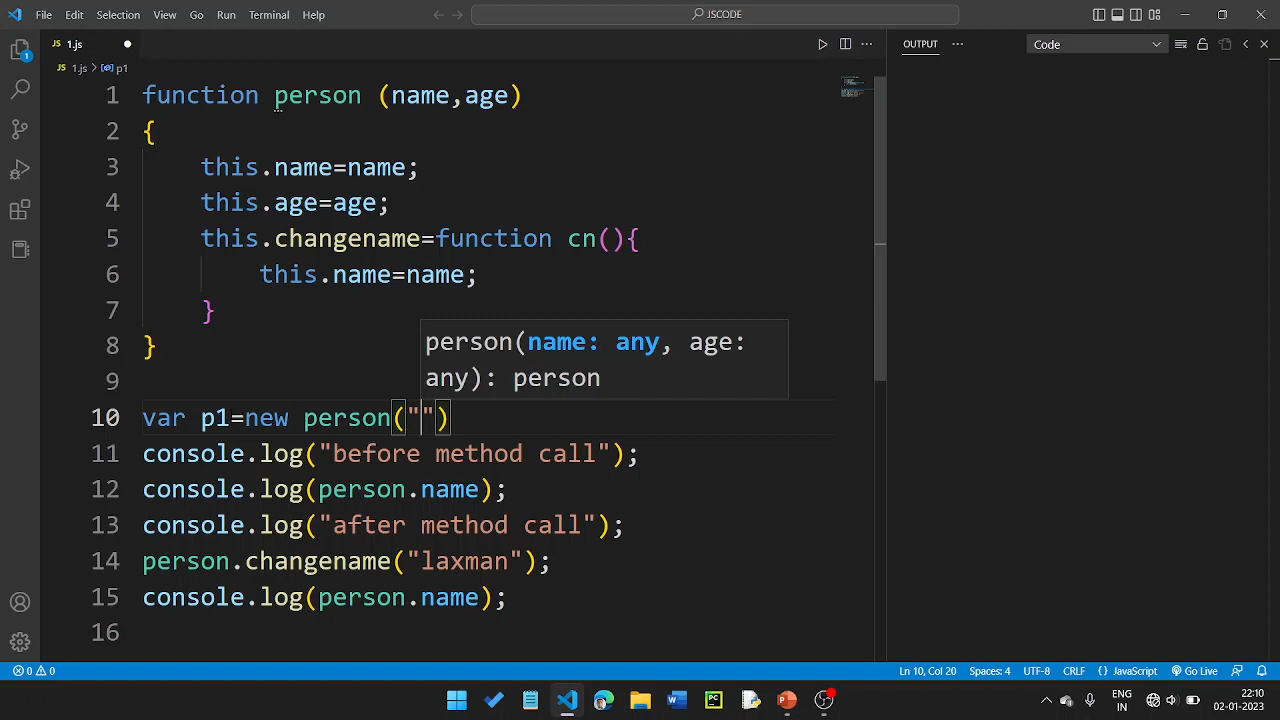 File Edit Selection View Go Run Terminal Help
JSCODE
1.js
OUTPUT
Code
1.js > p1
1 function person (name,age)
2 {
3 this.name=name;
4 this.age=age;
5 this.changename=function cn(){
6 this.name=name;
7 }
person(name: any, age:
any): person
8 }
9
10 var p1=new person("")
11 console.log("before method call");
12 console.log(person.name);
13 console.log("after method call");
14 person.changename("laxman");
15 console.log(person.name);
16
0 0 Ln 10, Col 20 Spaces: 4 UTF-8 CRLF {} JavaScript Go Live
1
W PC P
ENG
IN
22:10
02-01-2023